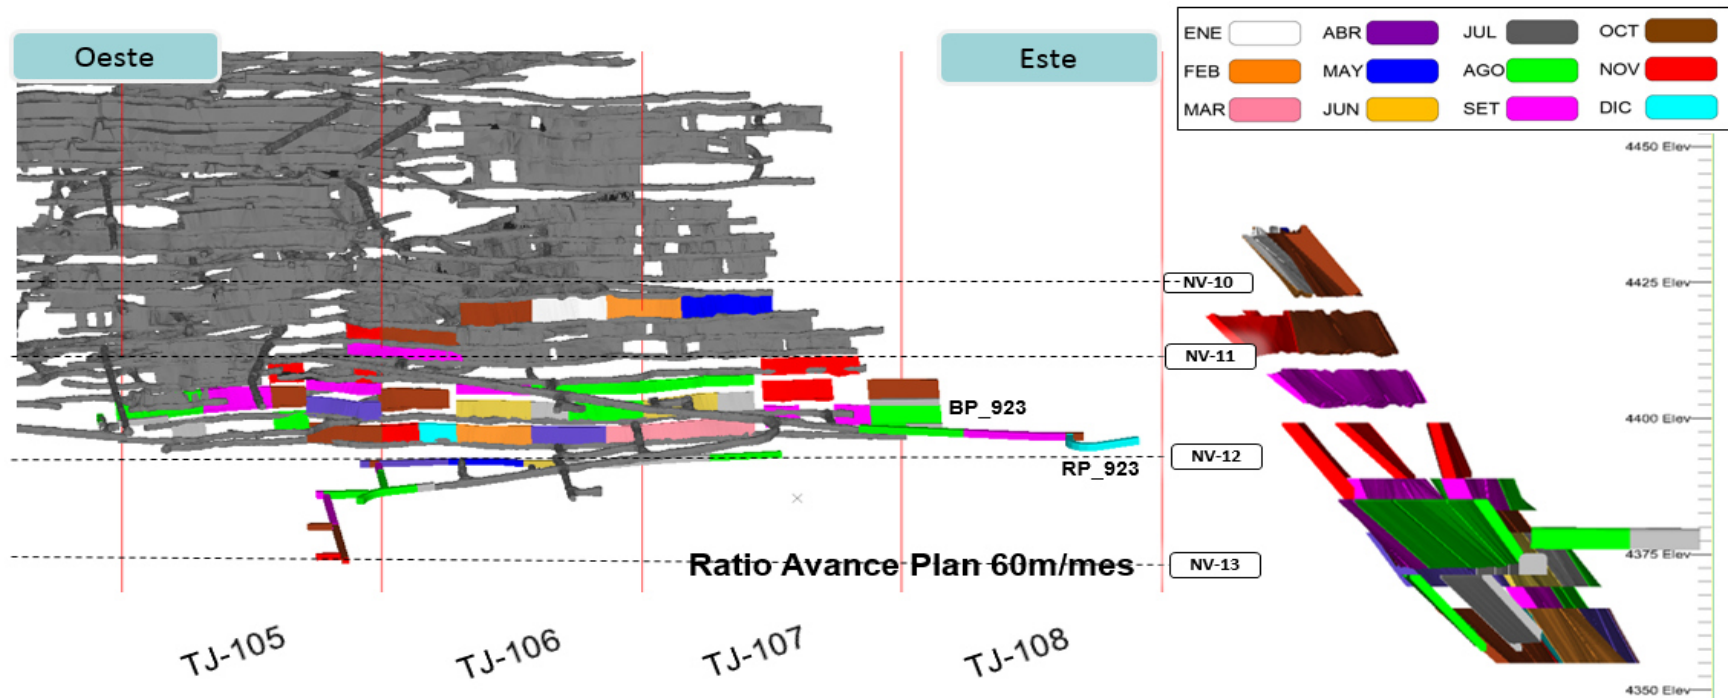 Oeste
Este
ENE ABR JUL OCT
FEB MAY AGO NOV
MAR JUN SET DIC
4450 Elev
NV-10
4425 Elev
NV-11
BP_923
4400 Elev
NV-12
RP_923
Ratio Avance Plan 60m/mes
NV-13
4375 Elev
TJ-105
TJ-106
TJ-107
TJ-108
4350 Elev